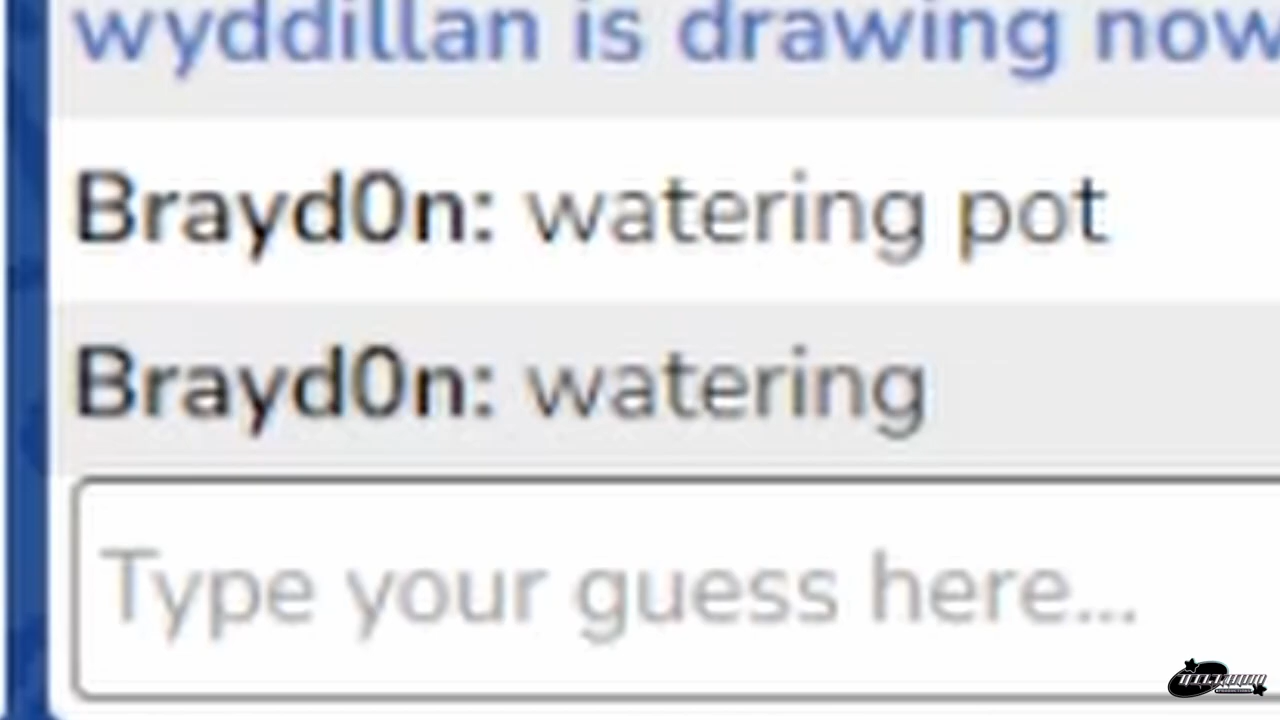 wyddillan is drawing now
Brayd0n: watering pot
Brayd0n: watering
Type your guess here...